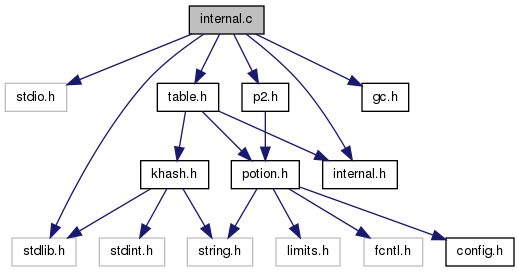 internal.c
stdio.h
table.h
p2.h
gc.h
khash.h
potion.h
internal.h
stdlib.h
stdint.h
string.h
limits.h
fcntl.h
config.h